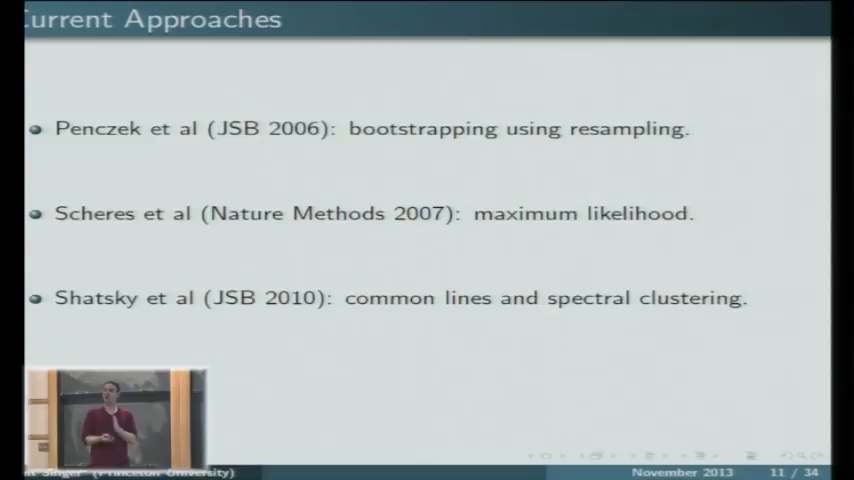 Current Approaches
Penczek et al (JSB 2006): bootstrapping using resampling.
Scheres et al (Nature Methods 2007): maximum likelihood.
Shatsky et al (JSB 2010): common lines and spectral clustering.
Singer (Princeton University)
November 2013
11 / 34